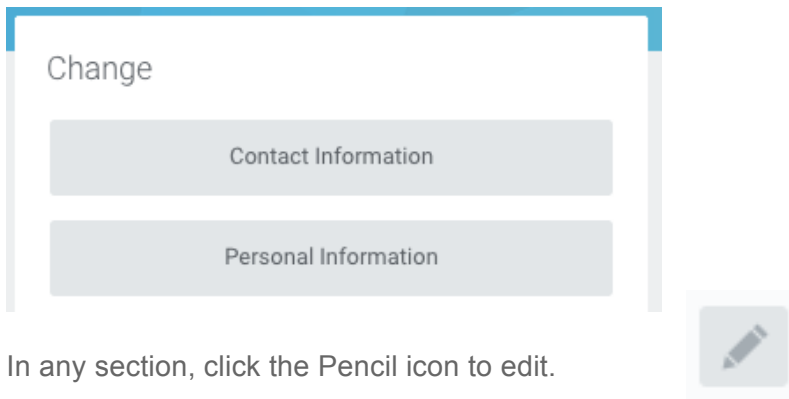 Change
Contact Information
Personal Information
In any section, click the Pencil icon to edit.